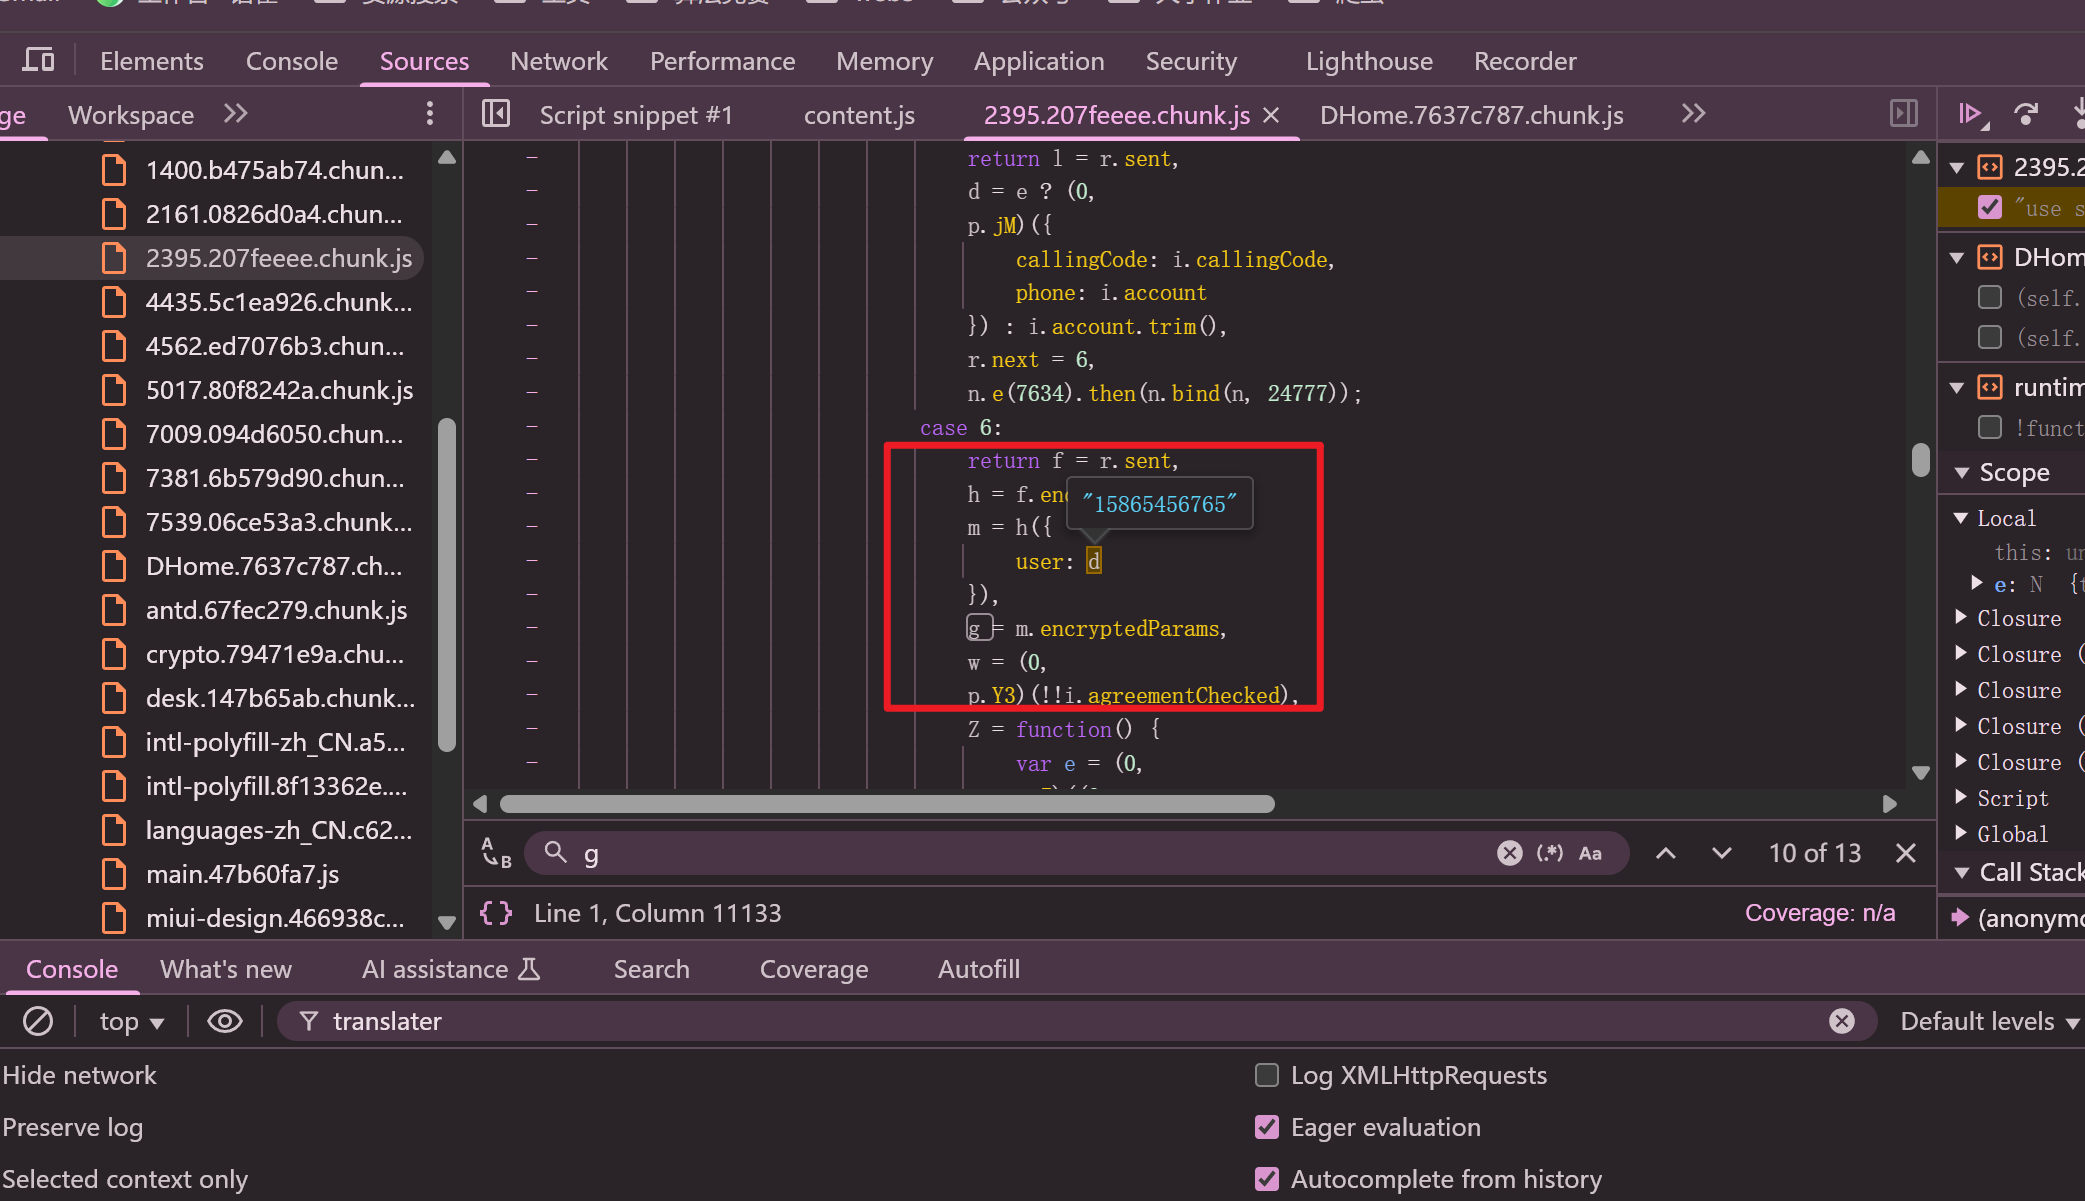 Elements Console Sources Network Performance Memory Application Security Lighthouse Recorder
ge Workspace
Script snippet #1 content.js 2395.207feeee.chunk.js DHome.7637c787.chunk.js
1400.b475ab74.chun...
2161.0826d0a4.chun...
2395.207feeee.chunk.js
4435.5c1ea926.chunk...
4562.ed7076b3.chun...
5017.80f8242a.chunk.js
7009.094d6050.chun...
7381.6b579d90.chun...
7539.06ce53a3.chunk...
DHome.7637c787.ch...
antd.67fec279.chunk.js
crypto.79471e9a.chu...
desk.147b65ab.chunk...
intl-polyfill-zh_CN.a5...
intl-polyfill.8f13362e....
languages-zh_CN.c62...
main.47b60fa7.js
miui-design.466938c...
return l = r.sent,
d = e ? (0,
p.jM)({
callingCode: i.callingCode,
phone: i.account
}) : i.account.trim(),
r.next = 6,
n.e(7634).then(n.bind(n, 24777));
case 6:
return f = r.sent,
h = f.enc
"15865456765"
m = h({
user: d
}),
g = m.encryptedParams,
w = (0,
p.Y3)(!!i.agreementChecked),
Z = function() {
var e = (0,
g
Aa
10 of 13
{} Line 1, Column 11133
Coverage: n/a
2395.2
"use s
DHom
(self.
(self.
runtim
!funct
Scope
Local
this: un
e: N {t
Closure
Closure (
Closure
Closure (
Closure (
Script
Global
Call Stack
(anonymo
Console What's new AI assistance Search Coverage Autofill
top
translater
Default levels
Hide network
Log XMLHttpRequests
Preserve log
Eager evaluation
Selected context only
Autocomplete from history